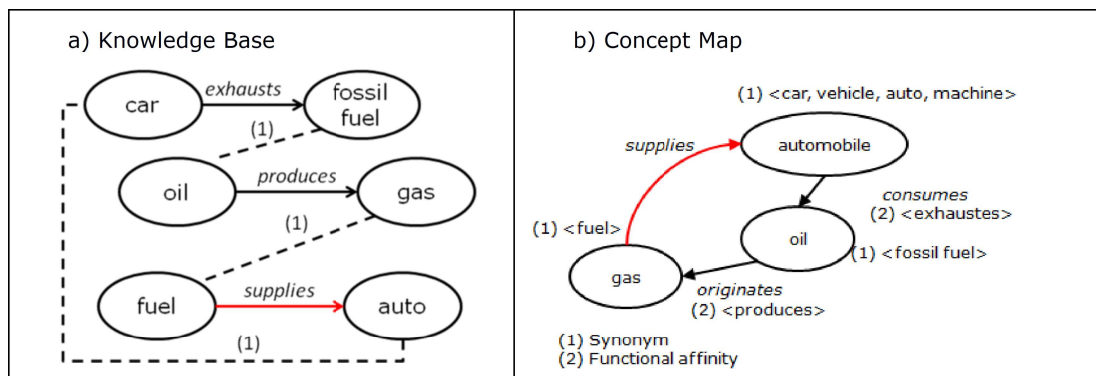 a) Knowledge Base
car
exhausts
fossil
fuel
(1)
oil
produces
gas
(1)
fuel
supplies
auto
(1)
b) Concept Map
(1) <car, vehicle, auto, machine>
supplies
automobile
consumes
(2) <exhaustes>
(1) <fuel>
oil
(1) <fossil fuel>
gas
originates
(2) <produces>
(1) Synonym
(2) Functional affinity